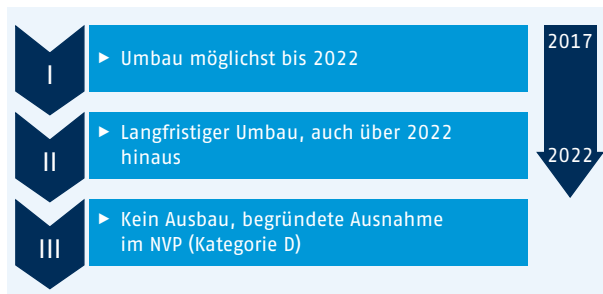 I
▸ Umbau möglichst bis 2022
2017
II
▸ Langfristiger Umbau, auch über 2022
hinaus
2022
III
▸ Kein Ausbau, begründete Ausnahme
im NVP (Kategorie D)